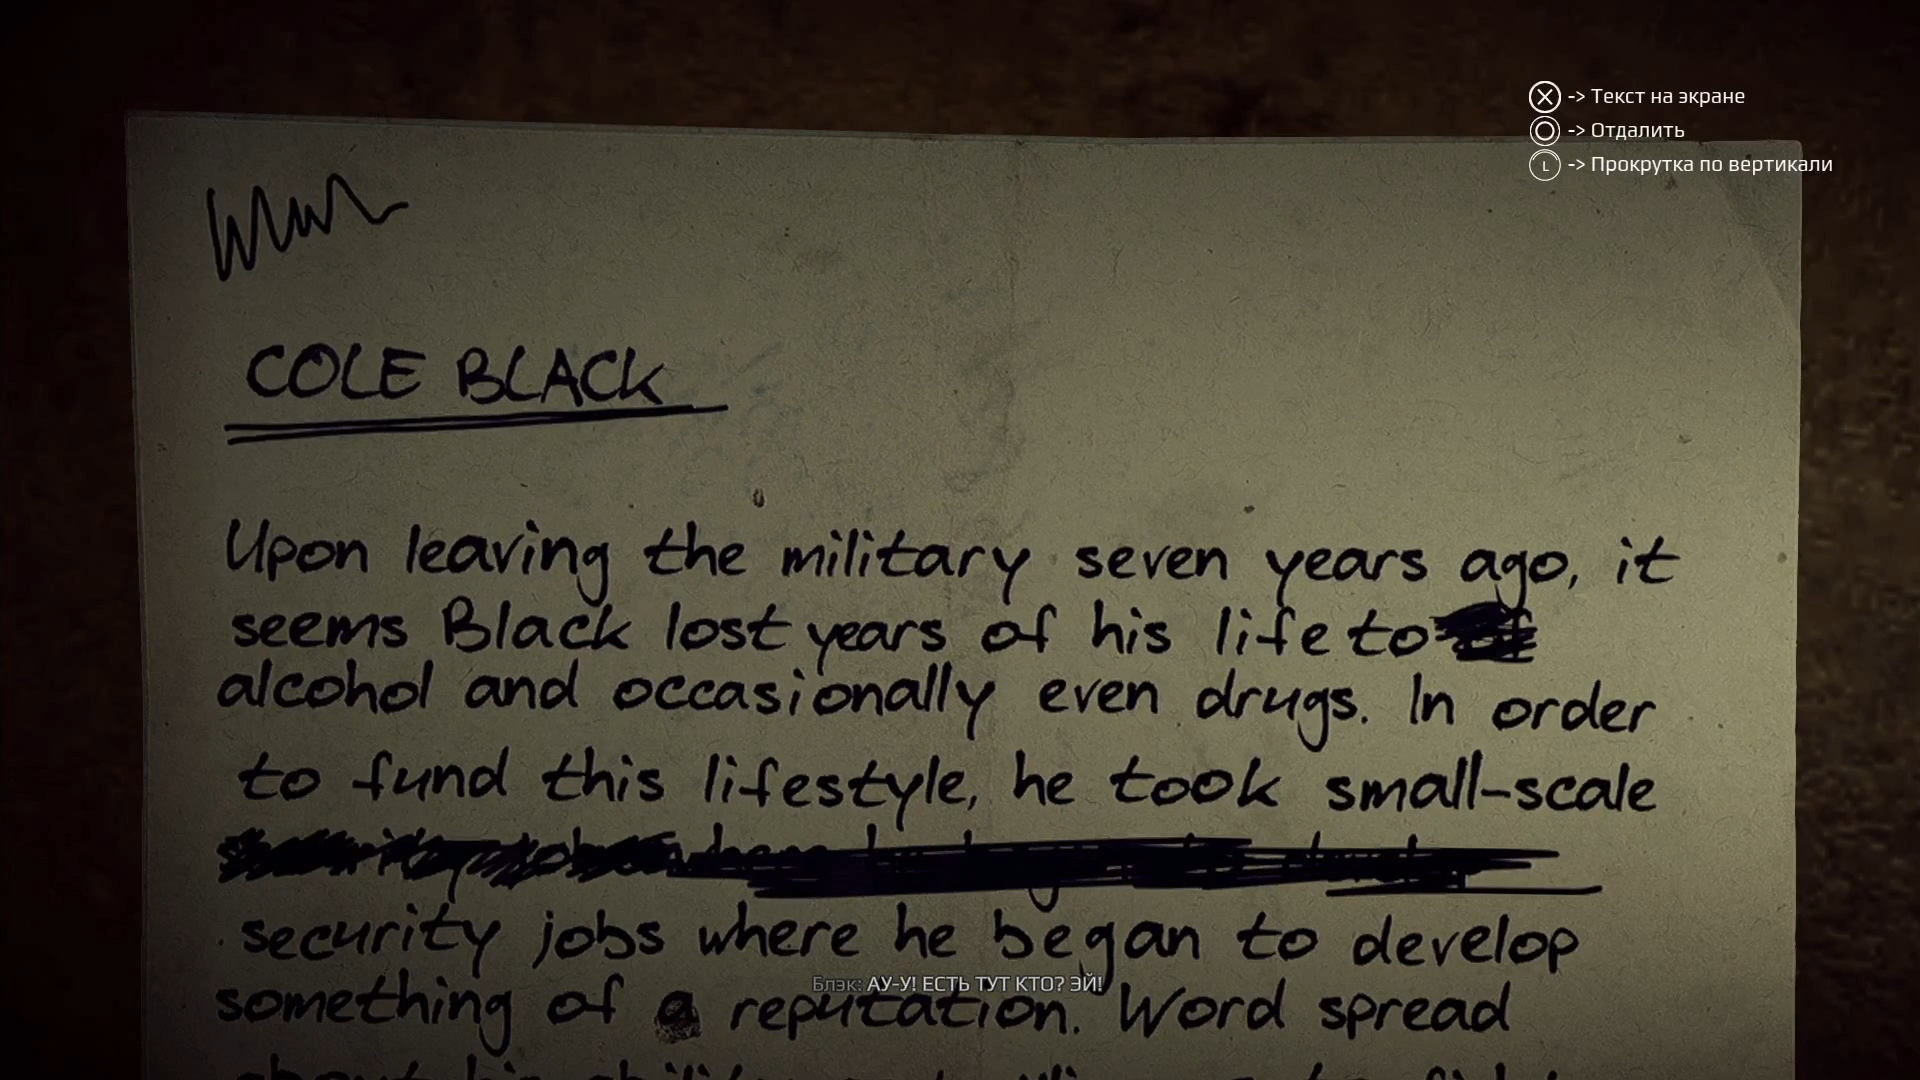 -> Текст на экране
-> Отдалить
L -> Прокрутка по вертикали
COLE BLACK
Upon leaving the military seven years ago, it
seems Black lost years of his life to
alcohol and occasionally even drugs. In order
to fund this lifestyle, he took small-scale
security jobs where he began to develop
Блэк: АУ-У! ЕСТЬ ТУТ КТО? ЭЙ!
something of a reputation. Word spread